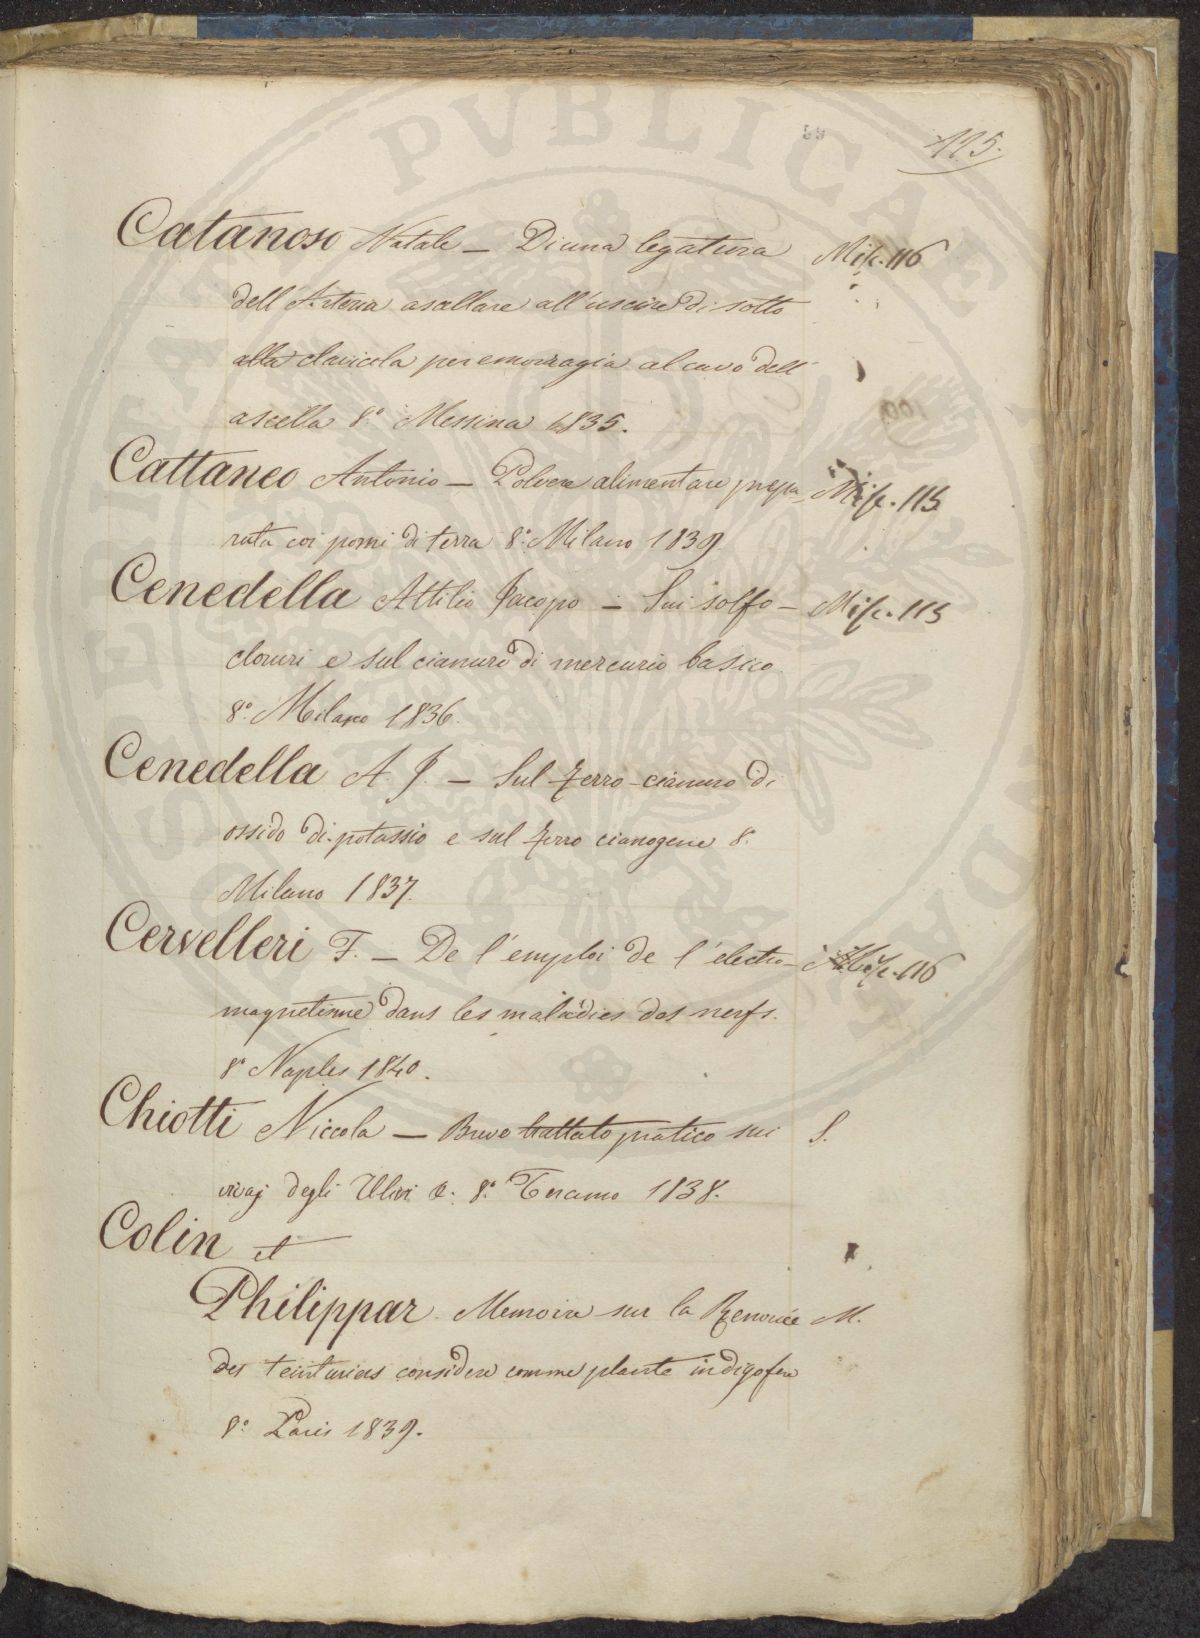 115.
Catanoso Natale — Di una legatura Misc. 116
dell'Arteria ascellare all'uscire di sotto
alla clavicola per emorragia al cavo dell'
ascella 8.º Messina 1835.
Cattaneo Antonio — Polvere alimentare prepa- Misc. 115
rata coi pomi di terra 8.º Milano 1839
Cenedella Attilio Jacopo — Sui solfo- Misc. 115
cloruri e sul cianuro di mercurio basico
8.º Milano 1836.
Cenedella A. J. — Sul ferro-cianuro di
ossido di potassio e sul ferro cianogene 8.
Milano 1837.
Cervelleri F. — De l'emploi de l'électro- Misc. 116
magnetisme dans les maladies des nerfs.
8º Naples 1840.
Chiotti Niccola — Breve trattato pratico sui S.
vivaj degli Ulivi &. 8.º Teramo 1838.
Colin et
Philippar. Memoire sur la Renouée M.
des teinturiers considere comme plante indigofere
8.º Paris 1839.